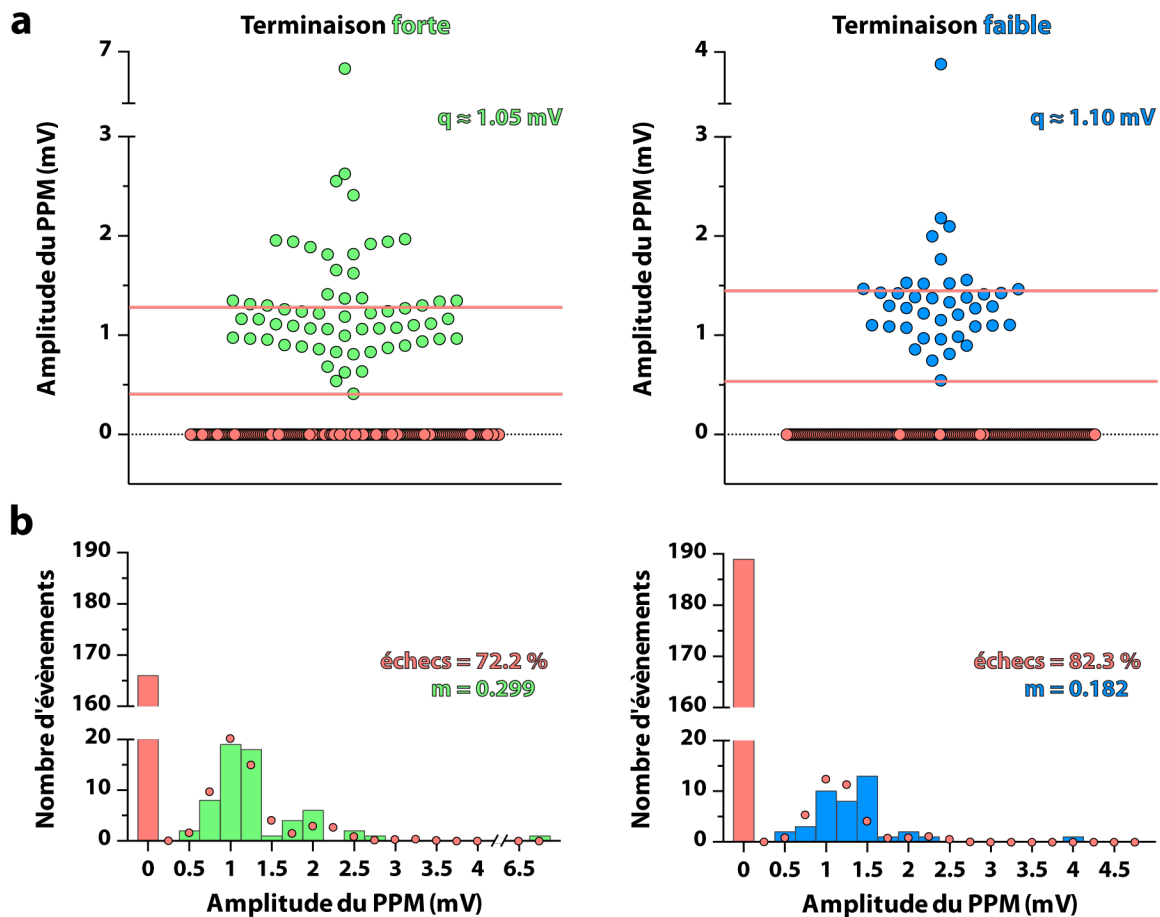 a
Terminaison forte
Terminaison faible
Amplitude du PPM (mV)
7
3
2
1
0
q ≈ 1.05 mV
Amplitude du PPM (mV)
4
3
2
1
0
q ≈ 1.10 mV
b
Nombre d'évènements
190
180
170
160
20
10
0
échecs = 72.2 %
m = 0.299
0 0.5 1 1.5 2 2.5 3 3.5 4 6.5
Amplitude du PPM (mV)
Nombre d'évènements
190
180
170
160
20
10
0
échecs = 82.3 %
m = 0.182
0 0.5 1 1.5 2 2.5 3 3.5 4 4.5
Amplitude du PPM (mV)